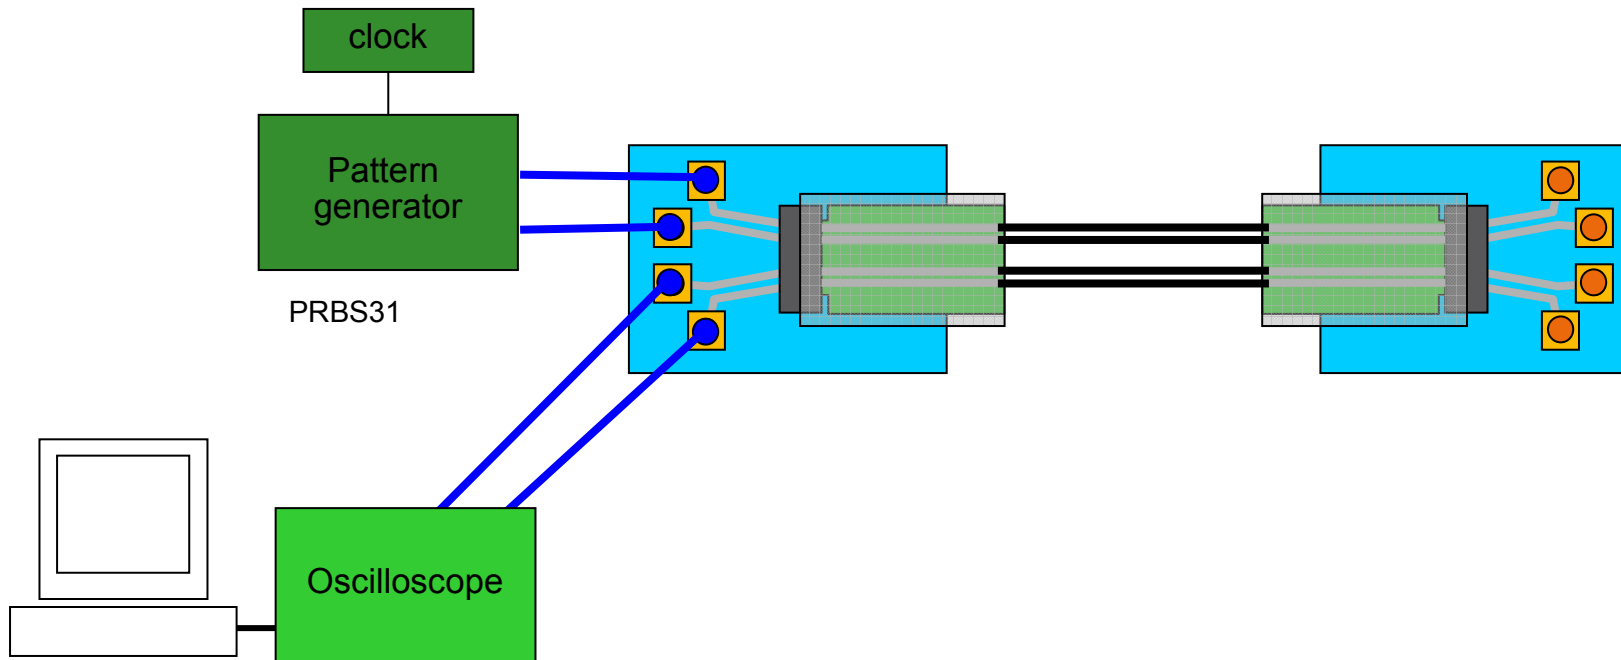 clock
Pattern
generator
PRBS31
Oscilloscope